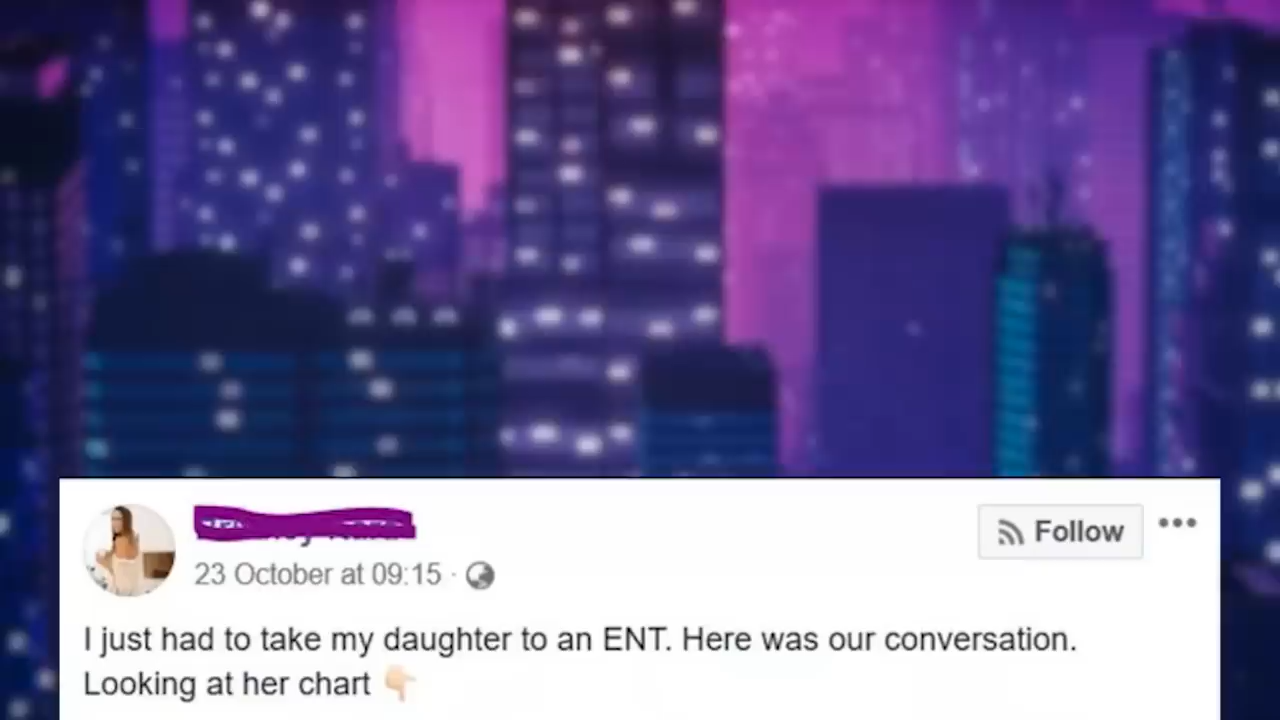 Follow
23 October at 09:15 ·
I just had to take my daughter to an ENT. Here was our conversation.
Looking at her chart 👇🏻